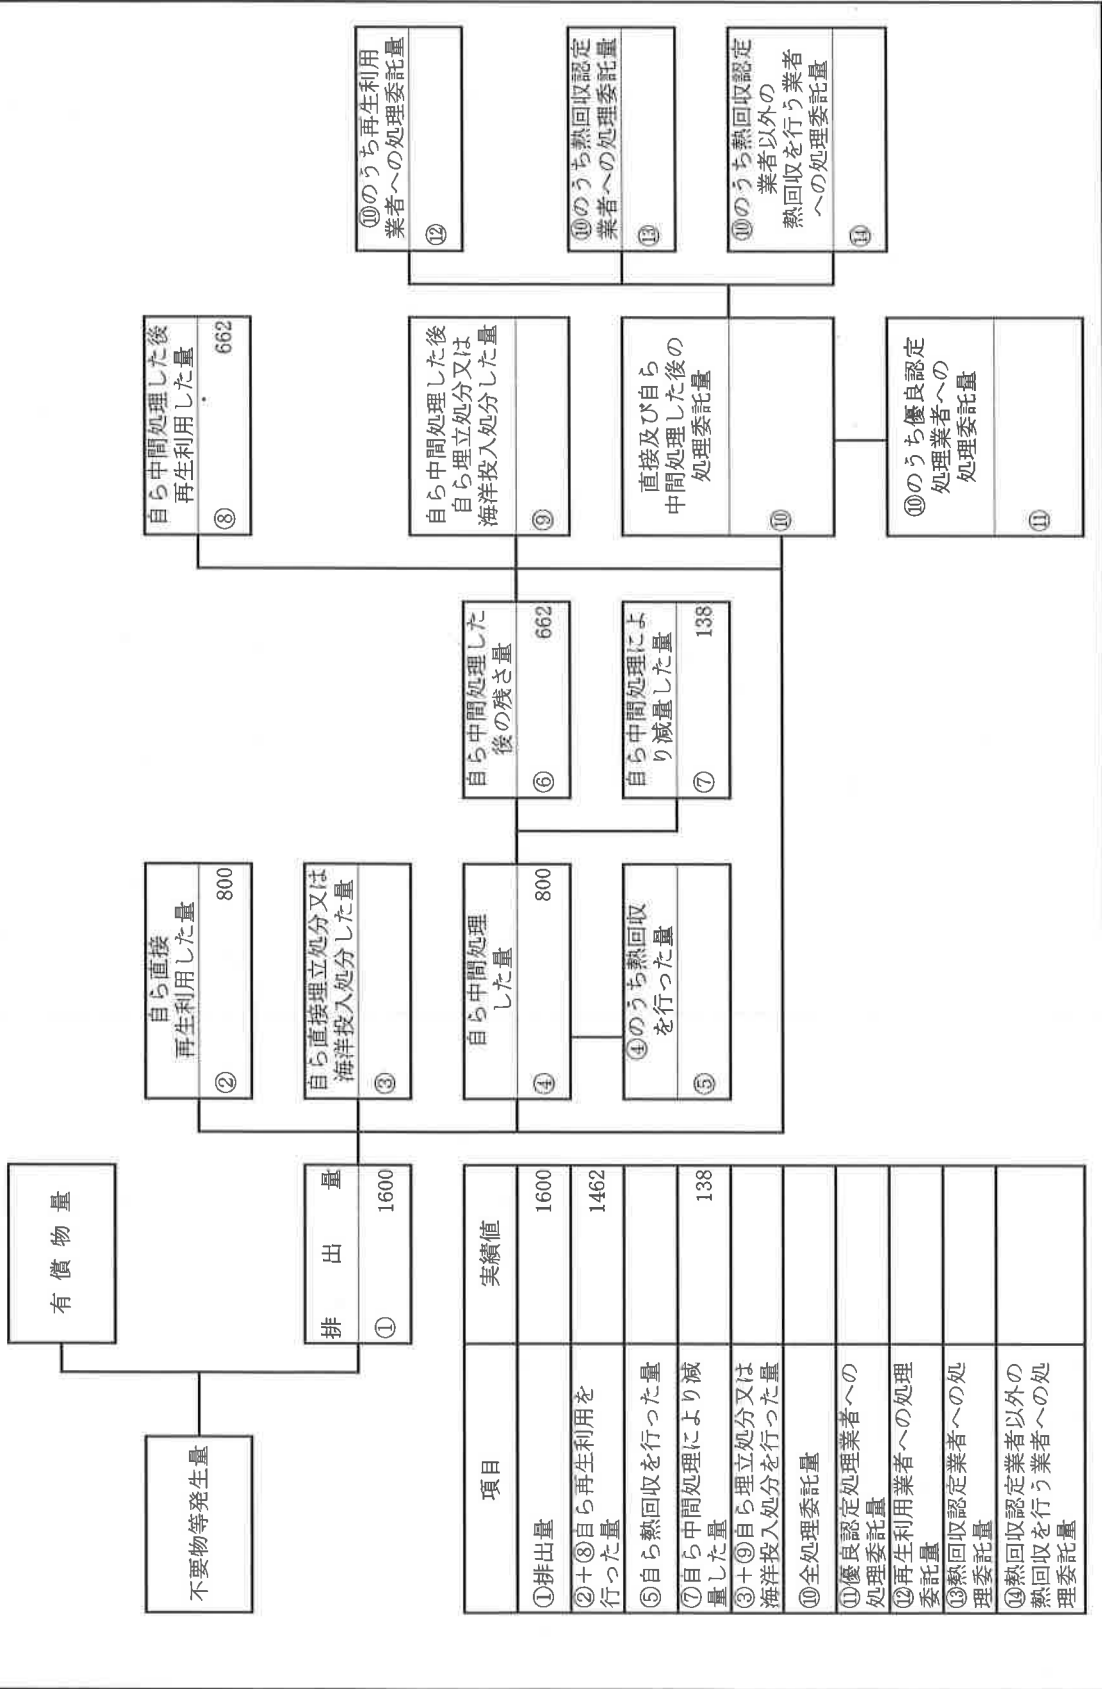 不要物等発生量
有償物量
排出量
① 1600
自ら直接
再生利用した量
② 800
自ら直接埋立処分又は
海洋投入処分した量
③
自ら中間処理
した量
④ 800
④のうち熱回収
を行った量
⑤
自ら中間処理した
後の残さ量
⑥ 662
自ら中間処理によ
り減量した量
⑦ 138
自ら中間処理した後
再生利用した量
⑧ 662
自ら中間処理した後
自ら埋立処分又は
海洋投入処分した量
⑨
直接及び自ら
中間処理した後の
処理委託量
⑩
⑩のうち優良認定
処理業者への
処理委託量
⑪
⑩のうち再生利用
業者への処理委託量
⑫
⑩のうち熱回収認定
業者への処理委託量
⑬
⑩のうち熱回収認定
業者以外の
熱回収を行う業者
への処理委託量
⑭
項目 実績値
①排出量 1600
②+⑧自ら再生利用を
行った量 1462
⑤自ら熱回収を行った量
⑦自ら中間処理により減
量した量 138
③+⑨自ら埋立処分又は
海洋投入処分を行った量
⑩全処理委託量
⑪優良認定処理業者への
処理委託量
⑫再生利用業者への処理
委託量
⑬熱回収認定業者への処
理委託量
⑭熱回収認定業者以外の
熱回収を行う業者への処
理委託量